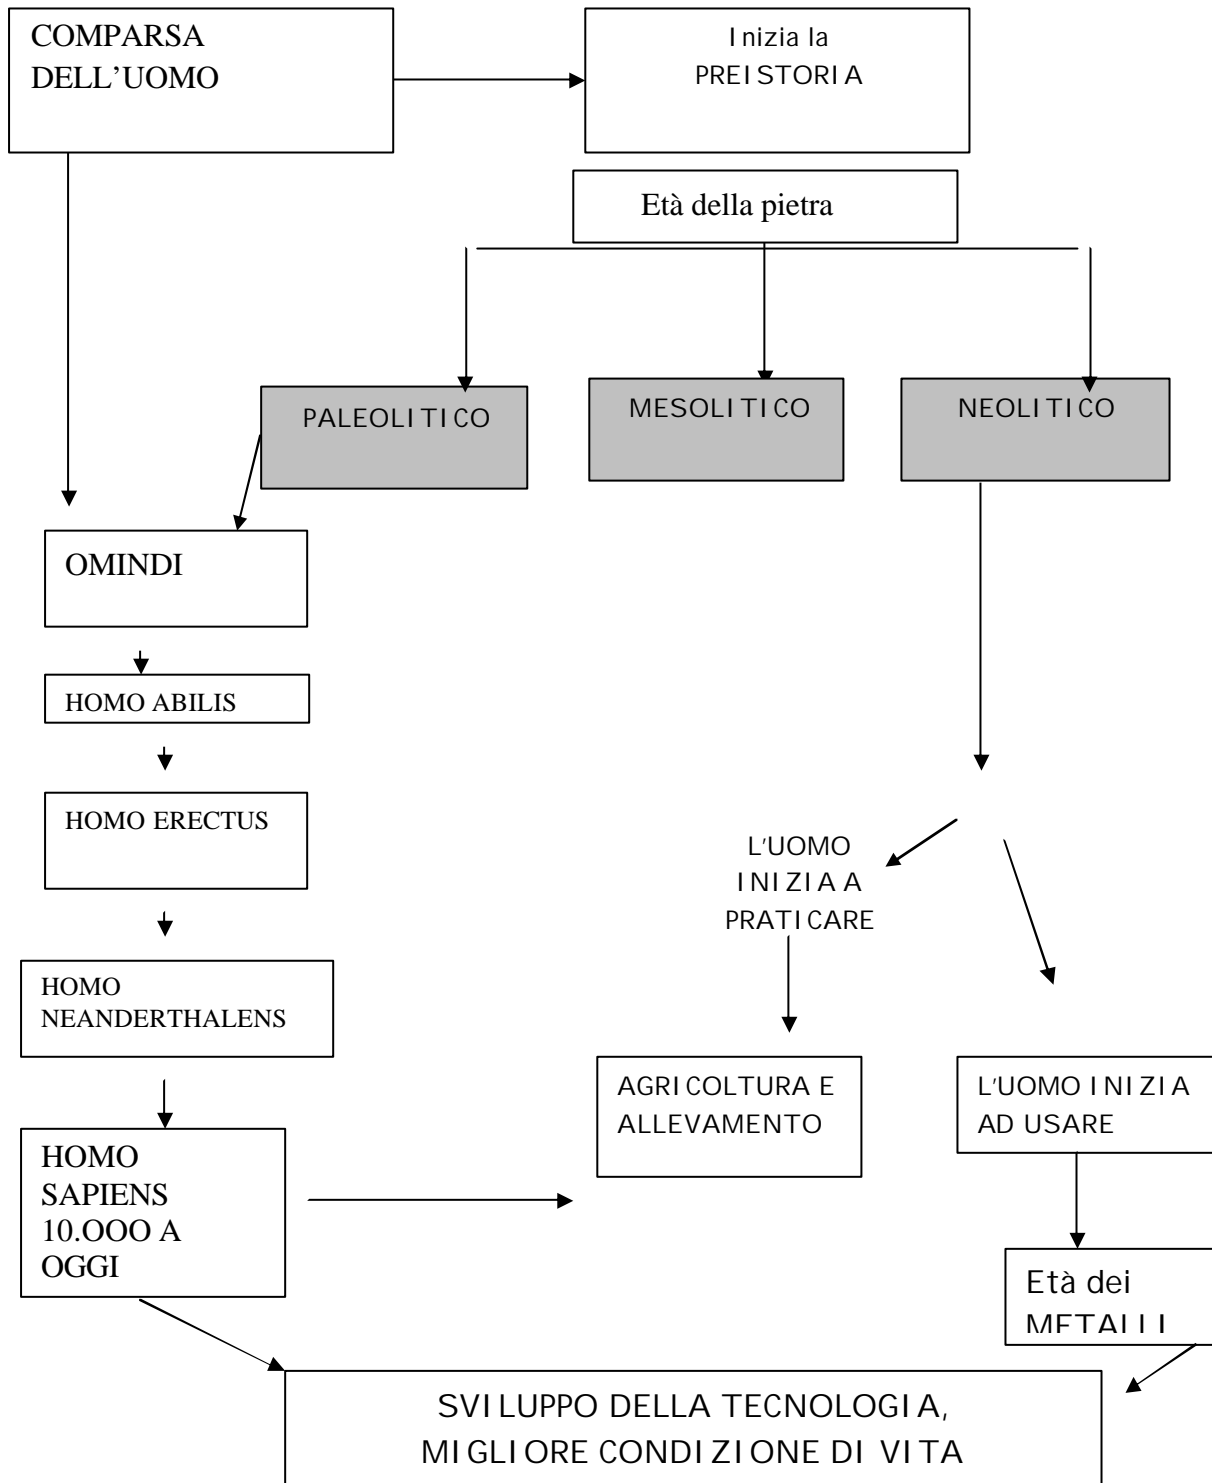 COMPARSA
DELL'UOMO
Inizia la
PREISTORIA
Età della pietra
PALEOLITICO
MESOLITICO
NEOLITICO
OMINDI
HOMO ABILIS
HOMO ERECTUS
L'UOMO
INIZIA A
PRATICARE
HOMO
NEANDERTHALENS
AGRICOLTURA E
ALLEVAMENTO
L'UOMO INIZIA
AD USARE
HOMO
SAPIENS
10.OOO A
OGGI
Età dei
METALLI
SVILUPPO DELLA TECNOLOGIA,
MIGLIORE CONDIZIONE DI VITA